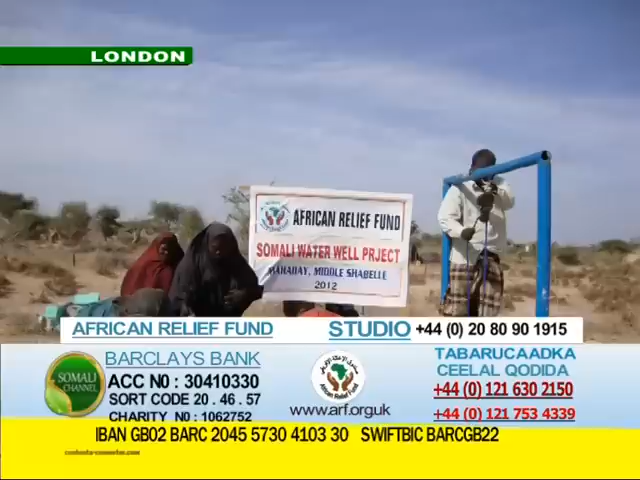 LONDON
AFRICAN RELIEF FUND
SOMALI WATER WELL PRJECT
MAHADAY, MIDDLE SHABELLE
2012
AFRICAN RELIEF FUND
STUDIO +44 (0) 20 80 90 1915
SOMALI
CHANNEL
BARCLAYS BANK
ACC N0 : 30410330
SORT CODE 20 . 46 . 57
CHARITY N0 : 1062752
African Relief Fund
www.arf.orguk
TABARUCAADKA
CEELAL QODIDA
+44 (0) 121 630 2150
+44 (0) 121 753 4339
IBAN GB02 BARC 2045 5730 4103 30 SWIFTBIC BARCGB22